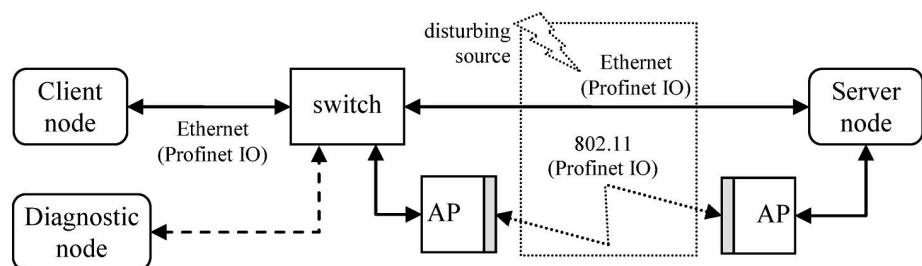 disturbing
source
Client
node
Ethernet
(Profinet IO)
switch
Ethernet
(Profinet IO)
Server
node
802.11
(Profinet IO)
Diagnostic
node
AP
AP